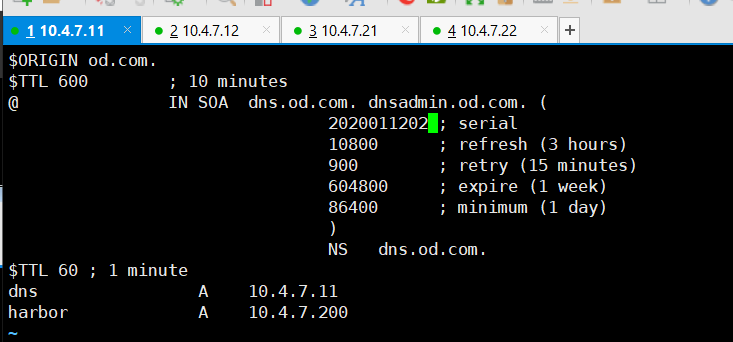 1 10.4.7.11 × 2 10.4.7.12 × 3 10.4.7.21 × 4 10.4.7.22 × +
$ORIGIN od.com.
$TTL 600        ; 10 minutes
@               IN SOA  dns.od.com. dnsadmin.od.com. (
                                2020011202 ; serial
                                10800      ; refresh (3 hours)
                                900        ; retry (15 minutes)
                                604800     ; expire (1 week)
                                86400      ; minimum (1 day)
                                )
                                NS   dns.od.com.
$TTL 60 ; 1 minute
dns                A    10.4.7.11
harbor             A    10.4.7.200
~